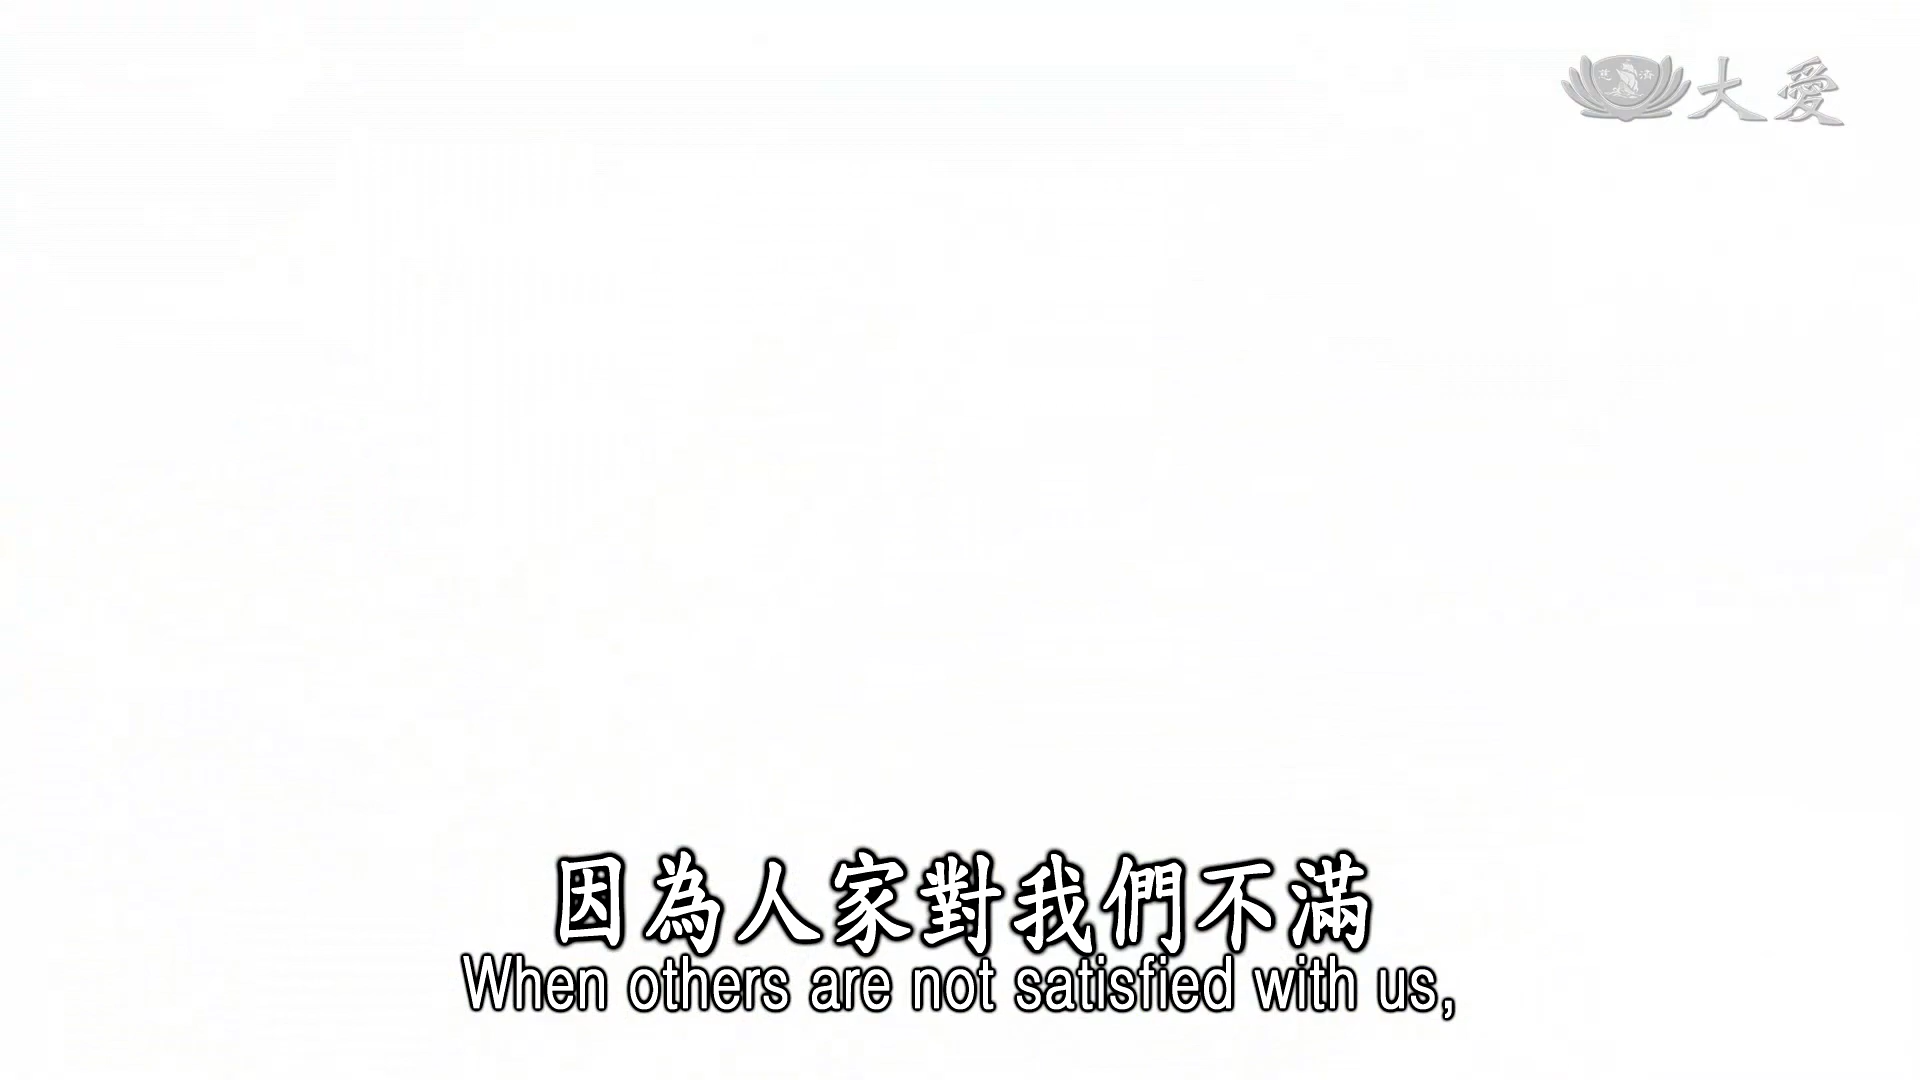 大愛
因為人家對我們不滿
When others are not satisfied with us,